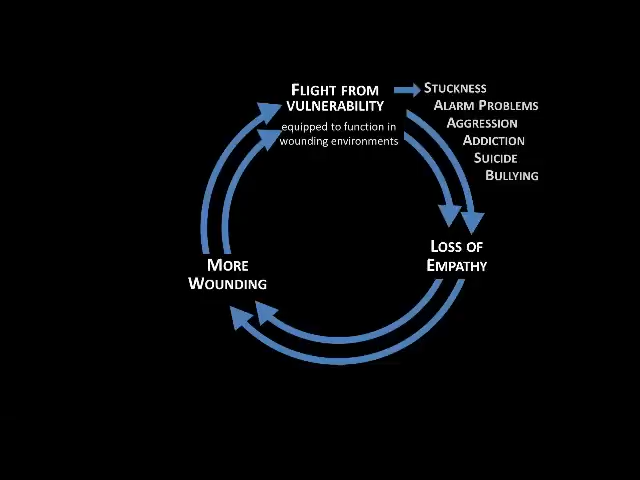 FLIGHT FROM
VULNERABILITY
equipped to function in
wounding environments
STUCKNESS
ALARM PROBLEMS
AGGRESSION
ADDICTION
SUICIDE
BULLYING
LOSS OF
EMPATHY
MORE
WOUNDING